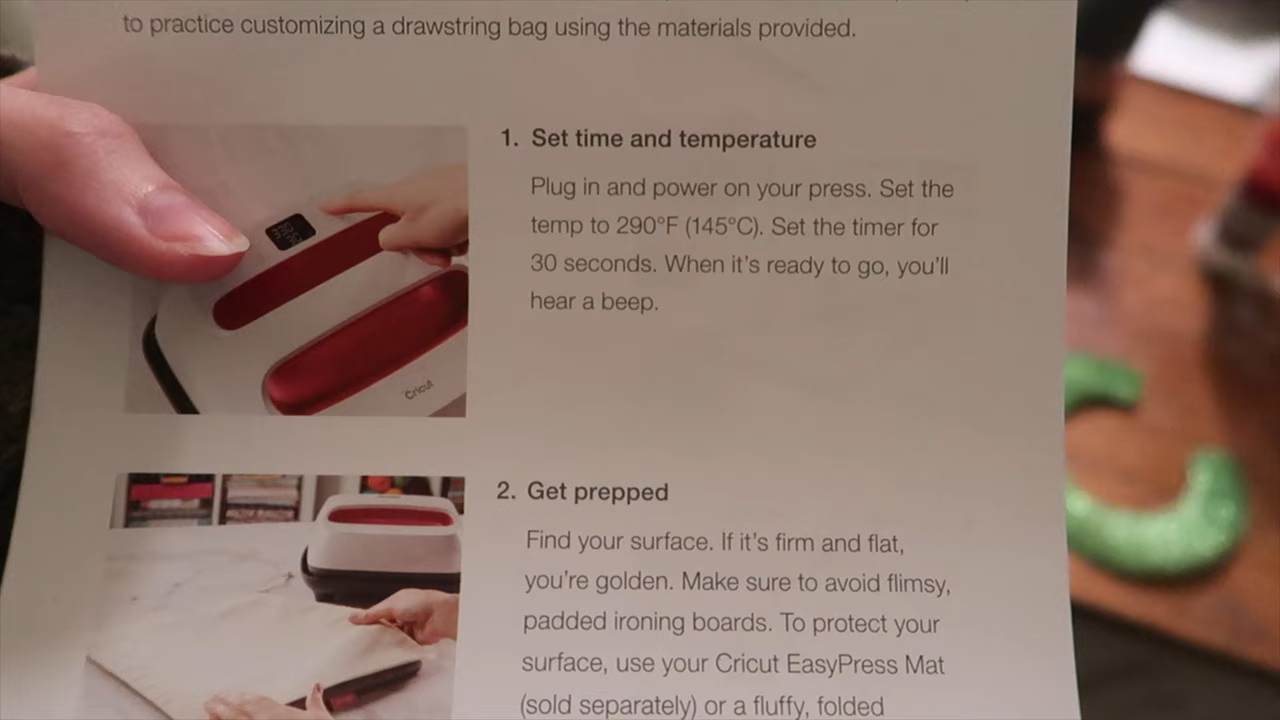 to practice customizing a drawstring bag using the materials provided.
1. Set time and temperature
Plug in and power on your press. Set the
temp to 290°F (145°C). Set the timer for
30 seconds. When it's ready to go, you'll
hear a beep.
Cricut
2. Get prepped
Find your surface. If it's firm and flat,
you're golden. Make sure to avoid flimsy,
padded ironing boards. To protect your
surface, use your Cricut EasyPress Mat
(sold separately) or a fluffy, folded